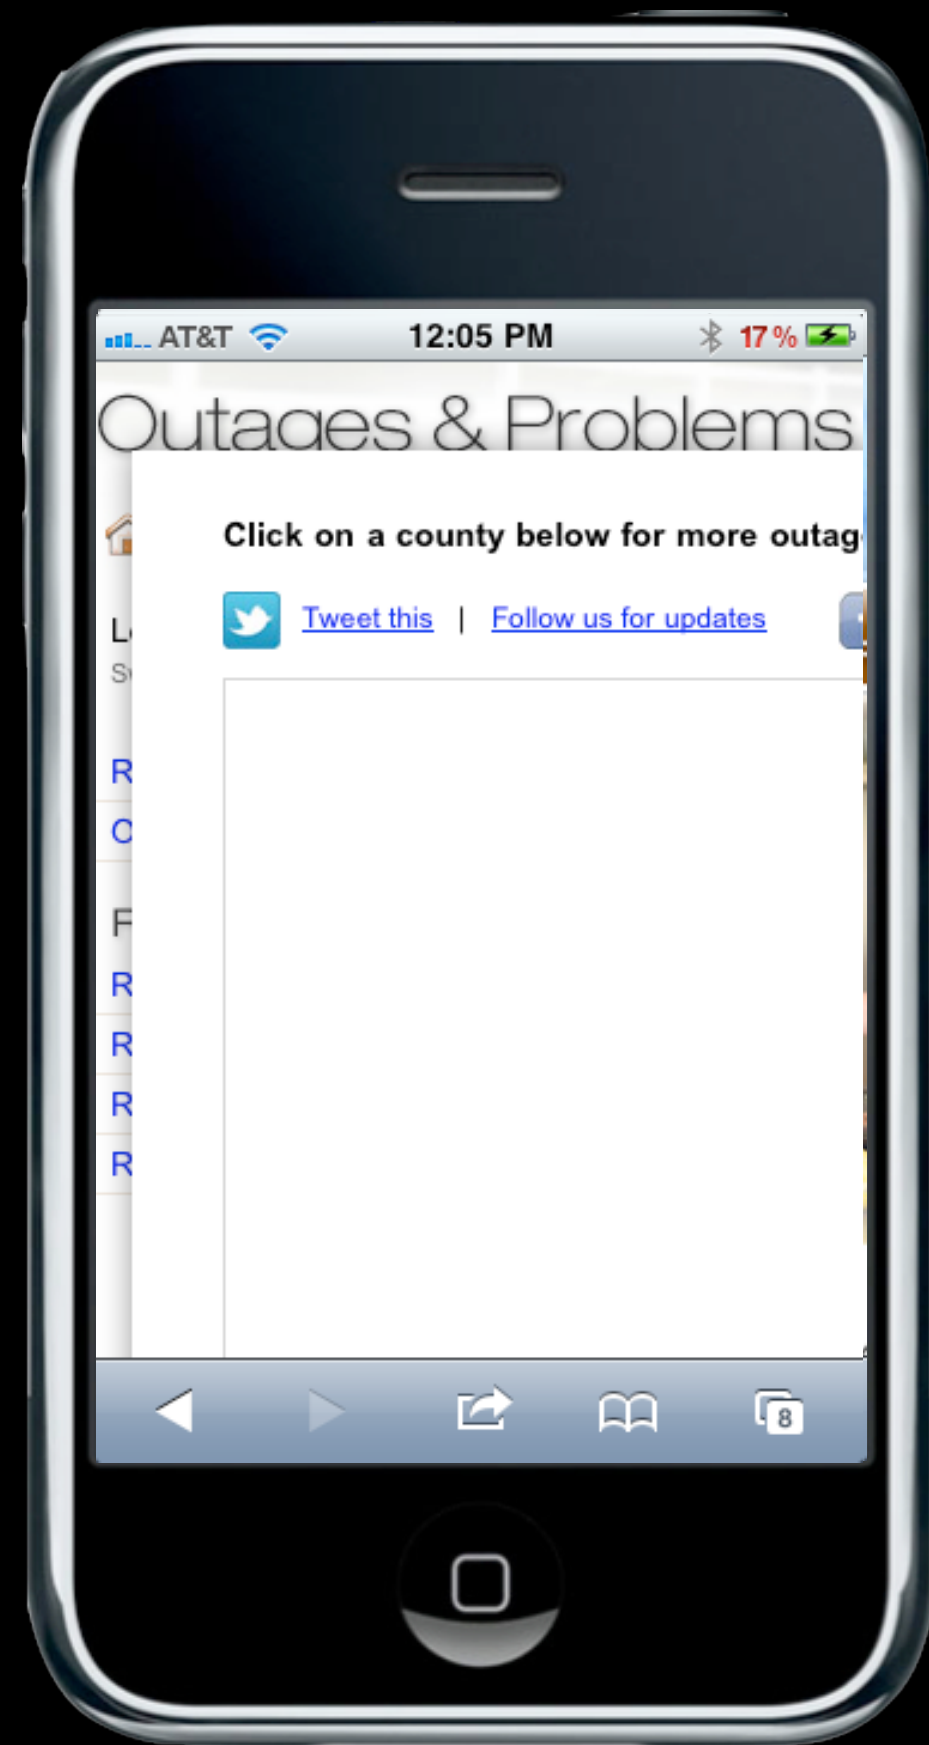 AT&T 12:05 PM 17%
Outages & Problems
Click on a county below for more outag
Tweet this | Follow us for updates
L
S
R
O
F
R
R
R
R
8